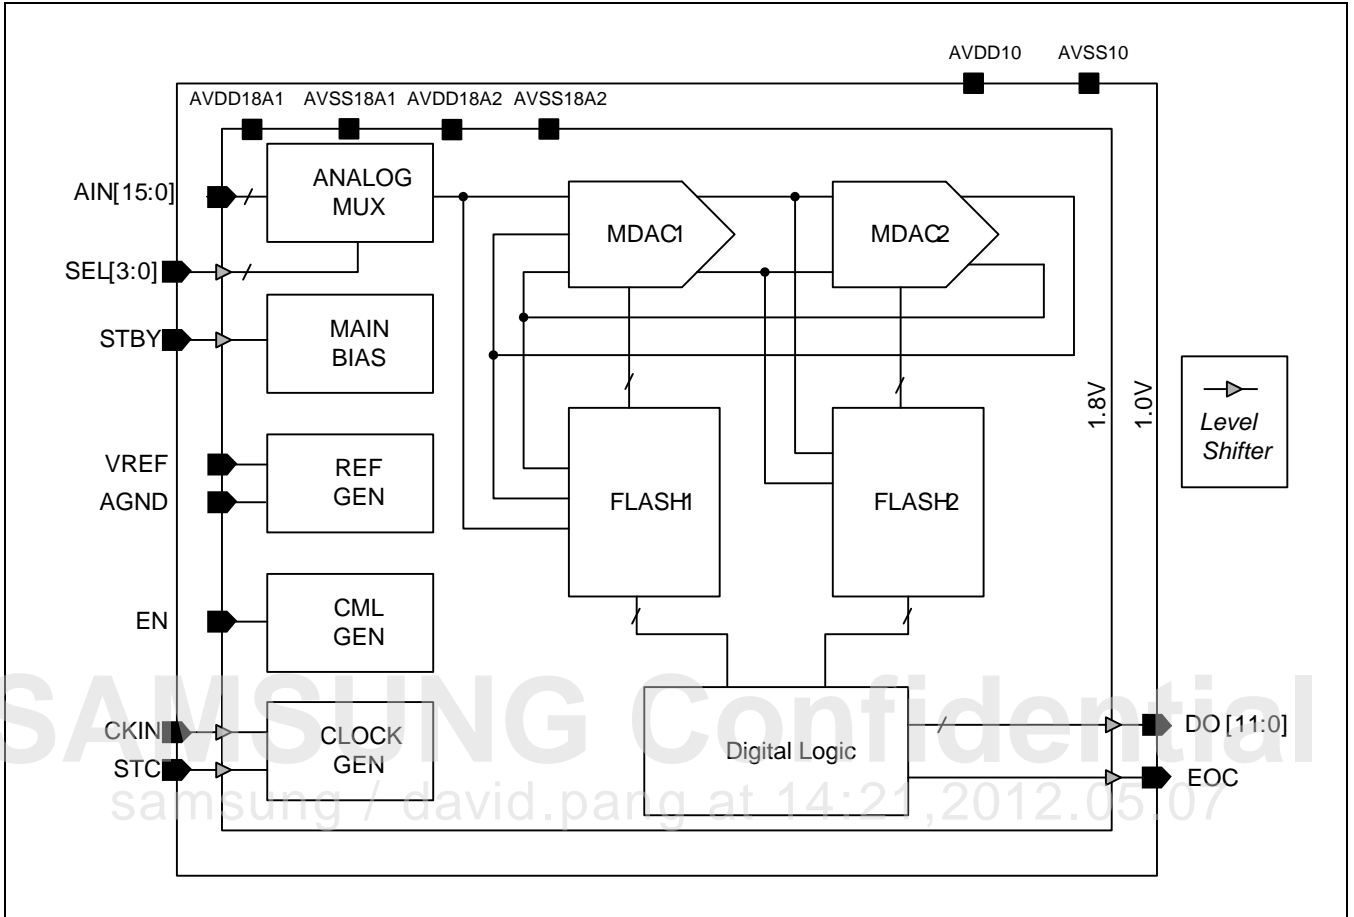 AVDD10 AVSS10
AVDD18A1 AVSS18A1 AVDD18A2 AVSS18A2
AIN[15:0]
ANALOG
MUX
MDAC1
MDAC2
SEL[3:0]
STBY
MAIN
BIAS
1.8V
1.0V
Level
Shifter
VREF
AGND
REF
GEN
FLASH1
FLASH2
EN
CML
GEN
SAMSUNG Confidential
CKIN
STC
CLOCK
GEN
Digital Logic
DO [11:0]
EOC
samsung / david.pang at 14:21,2012.05.07